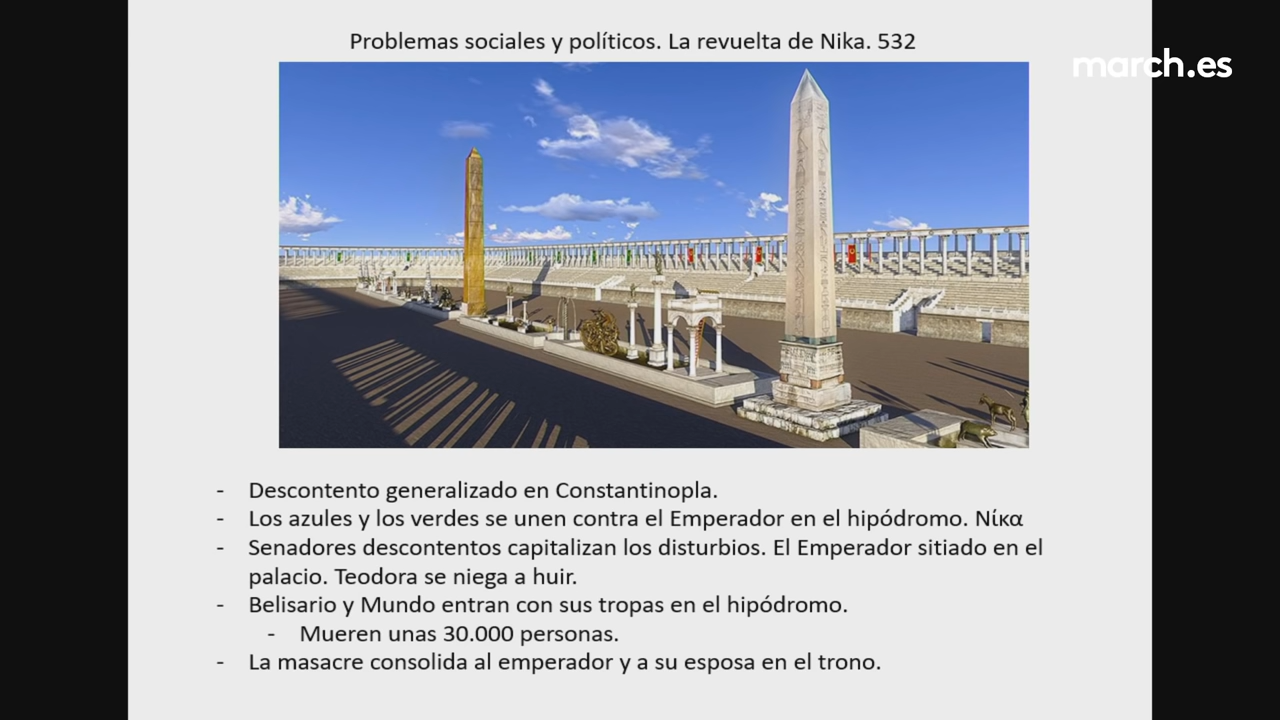 Problemas sociales y políticos. La revuelta de Nika. 532
march.es
- Descontento generalizado en Constantinopla.
- Los azules y los verdes se unen contra el Emperador en el hipódromo. Νίκα
- Senadores descontentos capitalizan los disturbios. El Emperador sitiado en el
palacio. Teodora se niega a huir.
- Belisario y Mundo entran con sus tropas en el hipódromo.
- Mueren unas 30.000 personas.
- La masacre consolida al emperador y a su esposa en el trono.